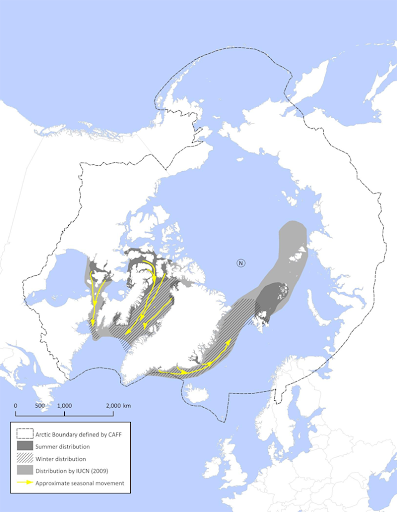 N
0 500 1,000 2,000 km
Arctic Boundary defined by CAFF
Summer distribution
Winter distribution
Distribution by IUCN (2009)
Approximate seasonal movement